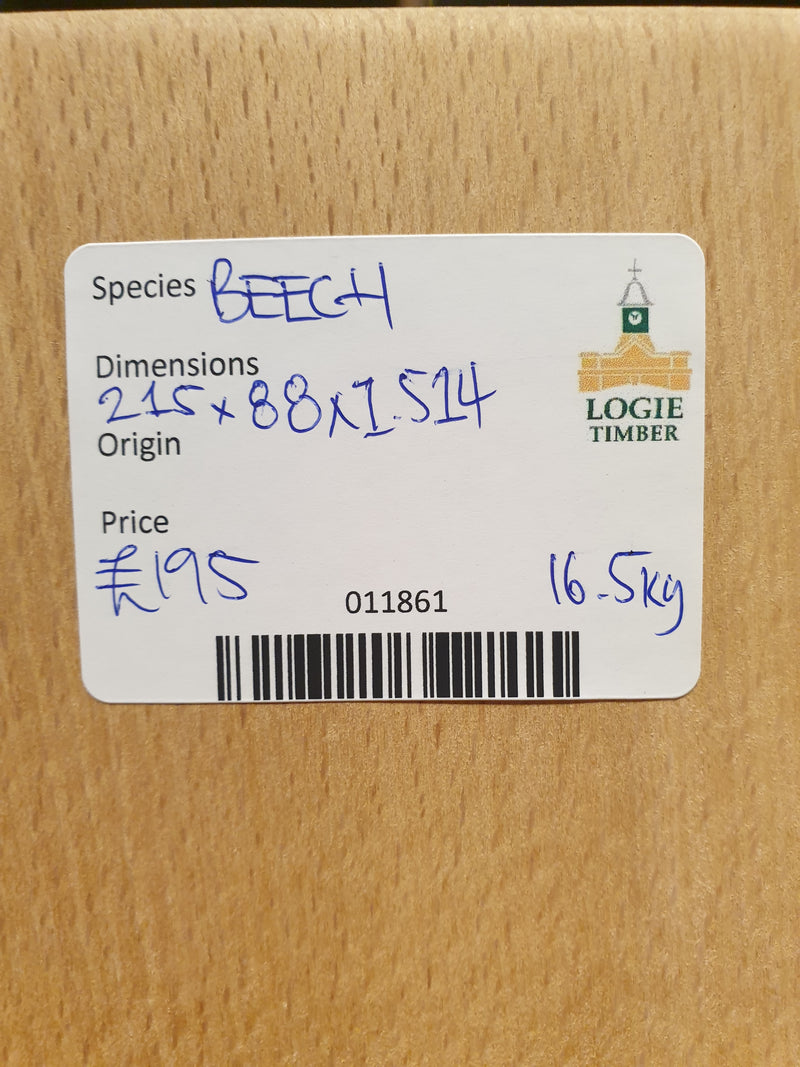 Species BEECH
Dimensions
215 x 88 x 1.514
Origin
LOGIE
TIMBER
Price
£195
16.5kg
011861